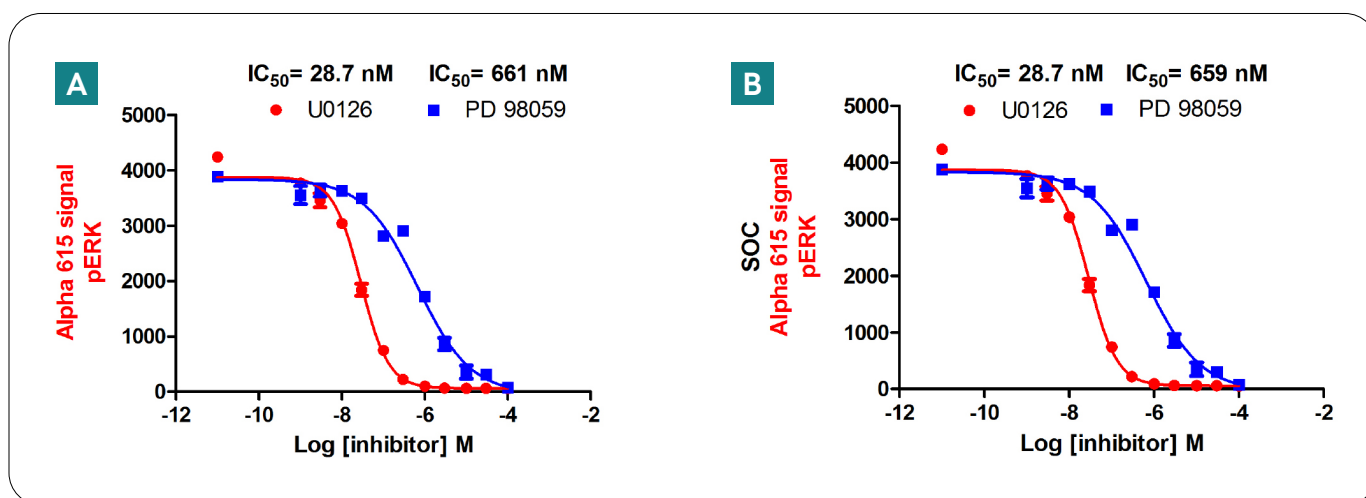 A
IC50= 28.7 nM IC50= 661 nM
U0126 PD 98059
5000
4000
3000
2000
1000
0
-12 -10 -8 -6 -4 -2
Log [inhibitor] M
Alpha 615 signal
pERK
B
IC50= 28.7 nM IC50= 659 nM
U0126 PD 98059
5000
4000
3000
2000
1000
0
-12 -10 -8 -6 -4 -2
Log [inhibitor] M
SOC
Alpha 615 signal
pERK